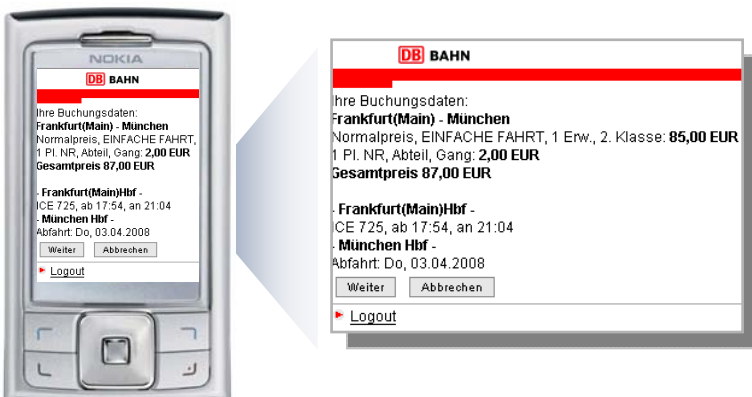 NOKIA
DB BAHN
Ihre Buchungsdaten:
Frankfurt(Main) - München
Normalpreis, EINFACHE FAHRT,
1 Pl. NR, Abteil, Gang: 2,00 EUR
Gesamtpreis 87,00 EUR
- Frankfurt(Main)Hbf -
ICE 725, ab 17:54, an 21:04
- München Hbf -
Abfahrt: Do, 03.04.2008
Weiter Abbrechen
Logout
DB BAHN
Ihre Buchungsdaten:
Frankfurt(Main) - München
Normalpreis, EINFACHE FAHRT, 1 Erw., 2. Klasse: 85,00 EUR
1 Pl. NR, Abteil, Gang: 2,00 EUR
Gesamtpreis 87,00 EUR
- Frankfurt(Main)Hbf -
ICE 725, ab 17:54, an 21:04
- München Hbf -
Abfahrt: Do, 03.04.2008
Weiter Abbrechen
Logout